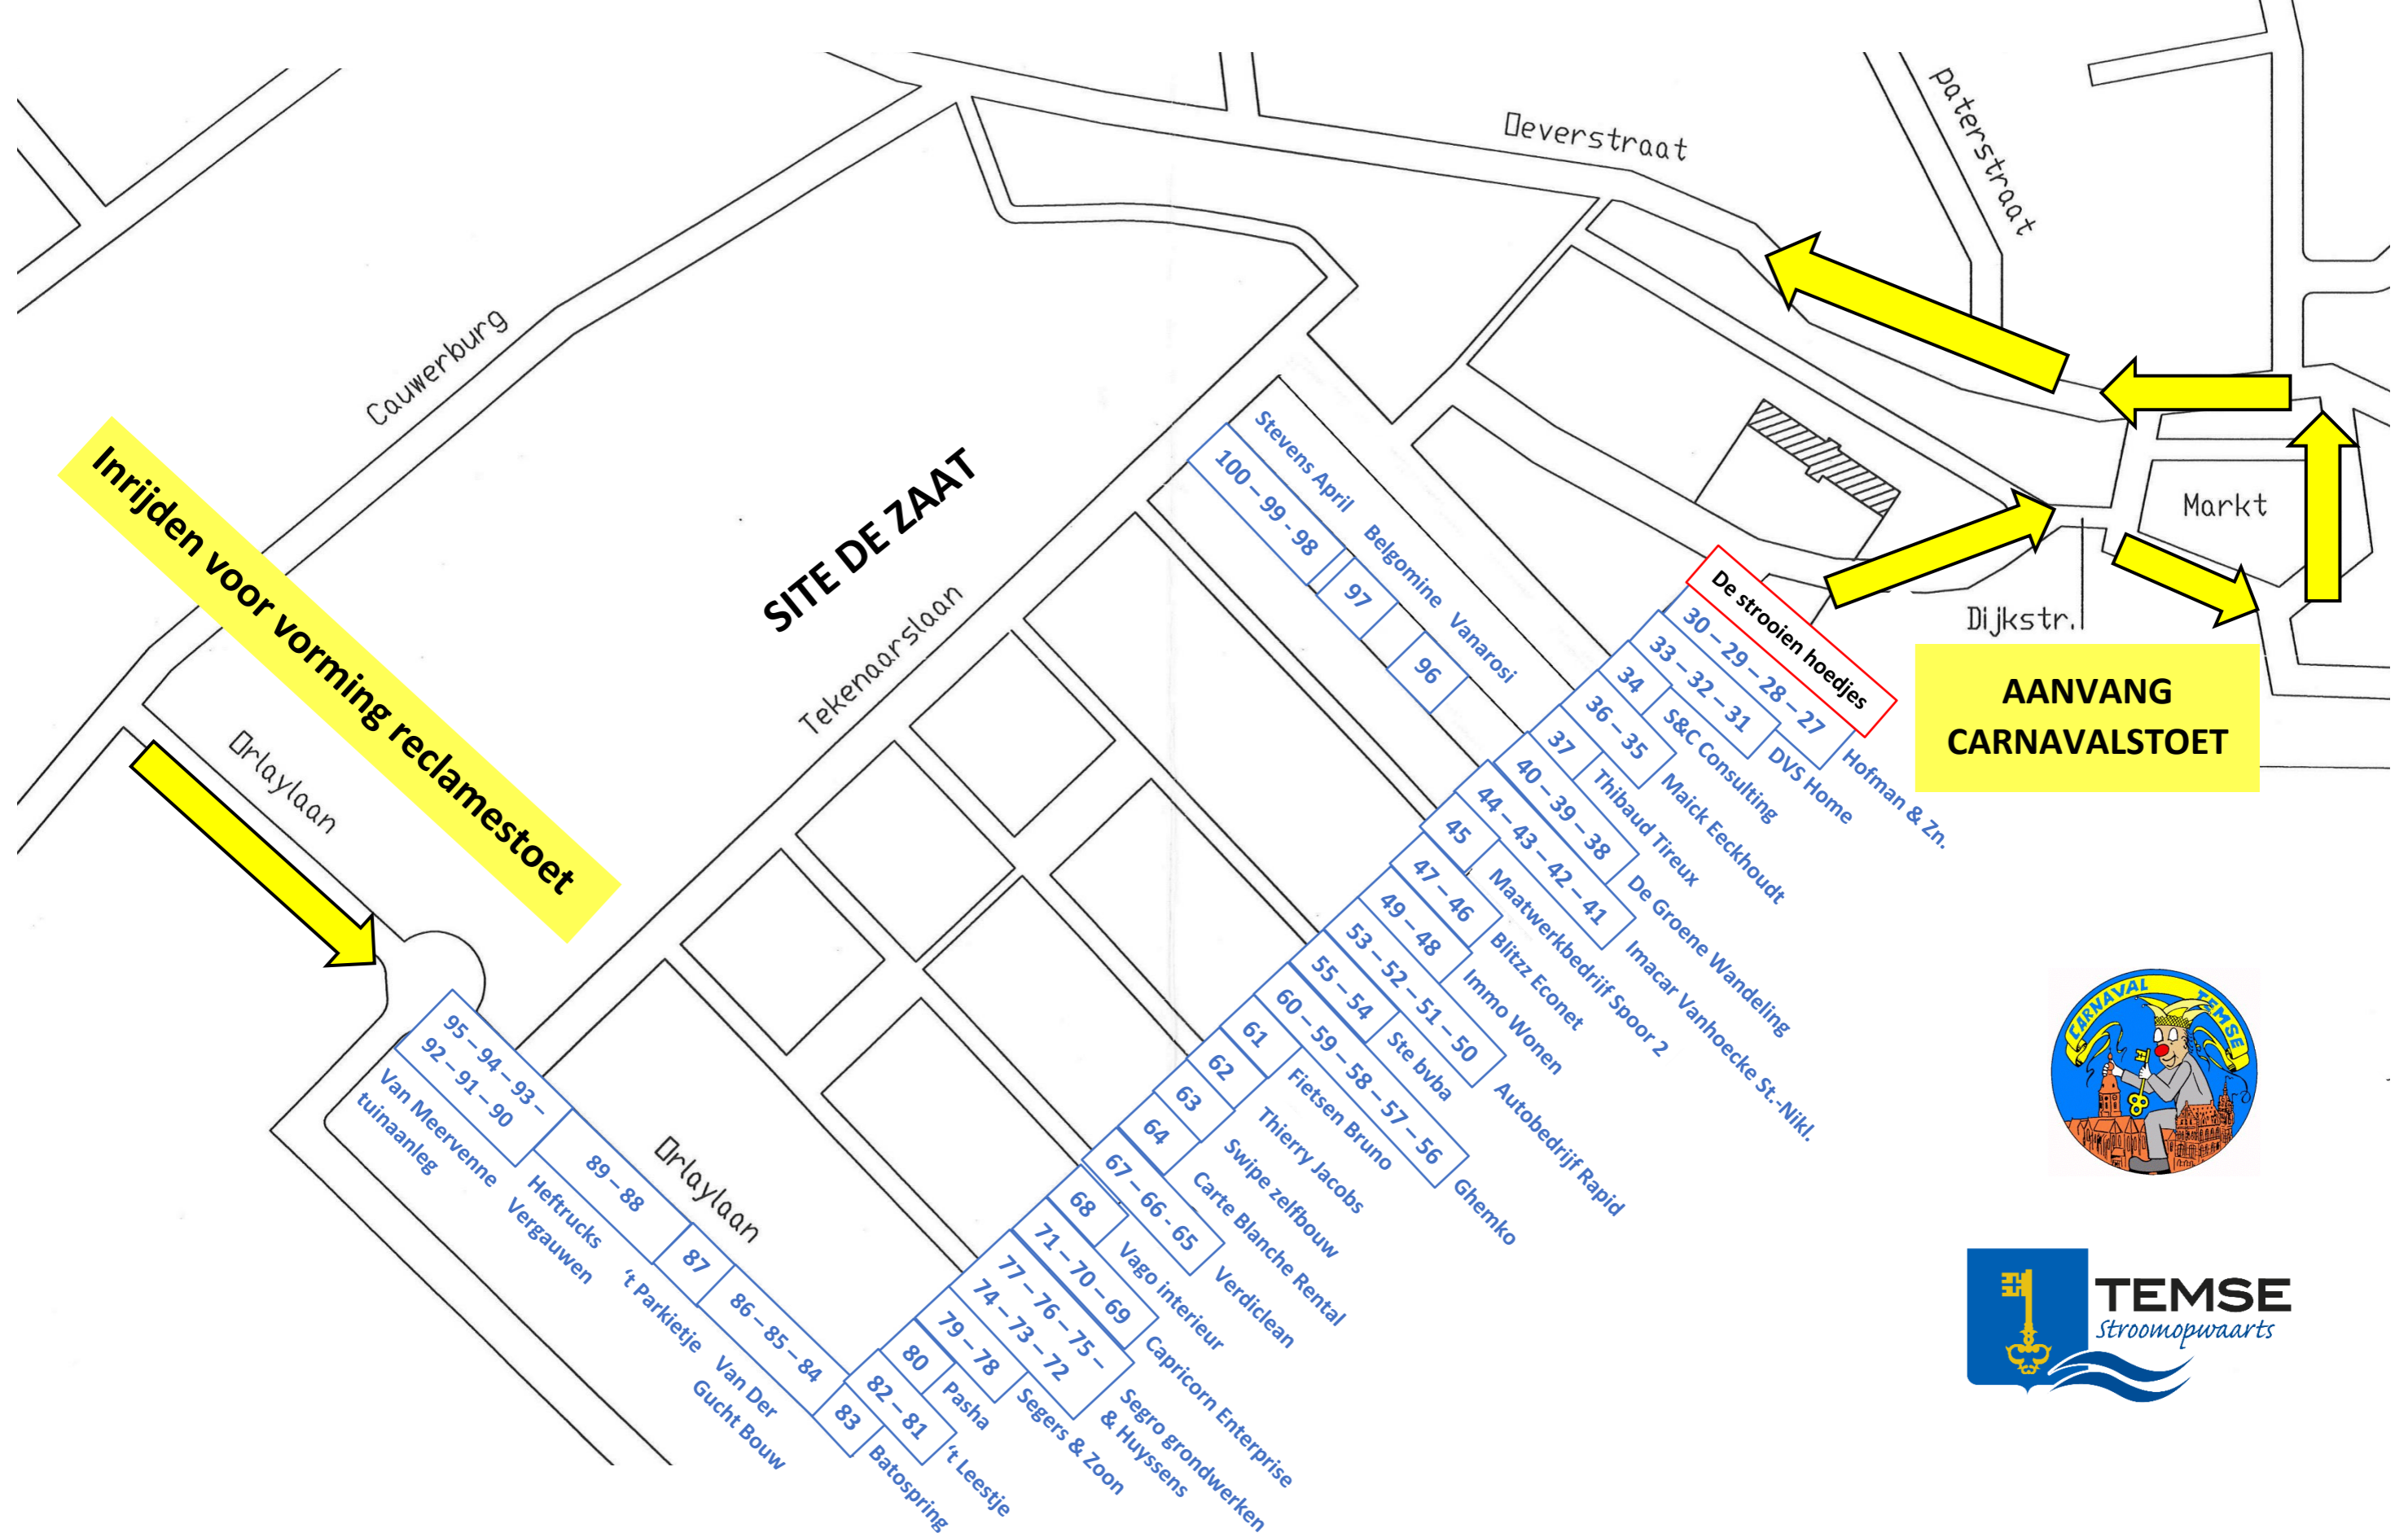 Oeverstraat
paterstraat
Cauwerburg
Inrijden voor vorming reclamestoet
SITE DE ZAAT
Tekenaarslaan
Orlaylaan
Markt
Dijkstr.
AANVANG
CARNAVALSTOET
De strooien hoedjes
30 – 29 – 28 – 27
Hofman & Zn.
33 – 32 – 31
DVS Home
34
S&C Consulting
36 – 35
Maick Eeckhoudt
37
Thibaud Tireux
40 – 39 – 38
De Groene Wandeling
44 – 43 – 42 – 41
Imacar Vanhoecke St.-Nikl.
45
Maatwerkbedrijf Spoor 2
47 – 46
Blitzz Econet
49 – 48
Immo Wonen
53 – 52 – 51 – 50
Autobedrijf Rapid
55 – 54
Ste bvba
60 – 59 – 58 – 57 – 56
Ghemko
61
Fietsen Bruno
62
Thierry Jacobs
63
Swipe zelfbouw
64
Carte Blanche Rental
67 – 66 - 65
Verdiclean
68
Vago interieur
71 – 70 – 69
Capricorn Enterprise
77 – 76 – 75 –
74 – 73 – 72
Segro grondwerken
& Huyssens
79 – 78
Segers & Zoon
80
Pasha
82 – 81
't Leestje
83
Batospring
86 – 85 – 84
Van Der
Gucht Bouw
87
't Parkietje
89 – 88
Heftrucks
Vergauwen
95 – 94 – 93 –
92 – 91 – 90
Van Meervenne
tuinaanleg
Orlaylaan
96
Vanarosi
97
Belgomine
100 – 99 - 98
Stevens April
CARNAVAL TEMSE
TEMSE
Stroomopwaarts